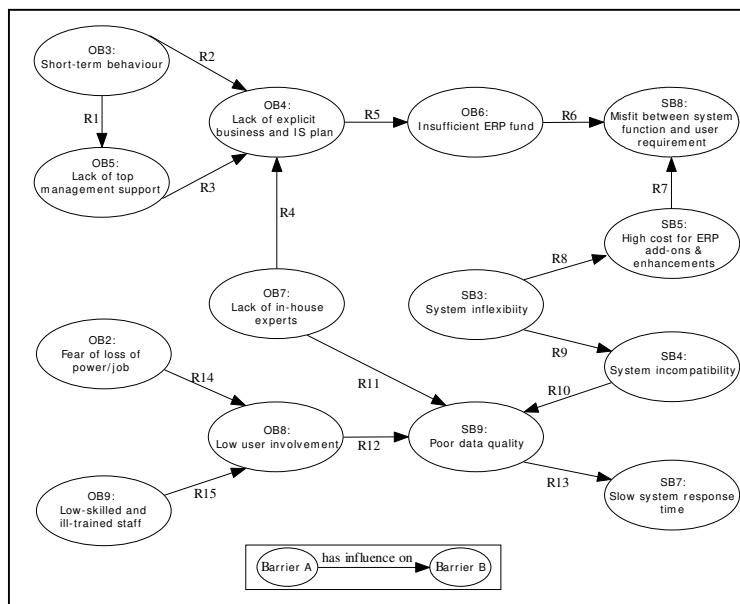 OB3:
Short-term behaviour
R2
R1
OB4:
Lack of explicit
business and IS plan
R5
OB6:
Insufficient ERP fund
R6
SB8:
Misfit between system
function and user
requirement
OB5:
Lack of top
management support
R3
R4
R7
SB5:
High cost for ERP
add-ons &
enhancements
R8
OB7:
Lack of in-house
experts
SB3:
System inflexibiity
R9
OB2:
Fear of loss of
power/job
SB4:
System incompatibility
R14
R11
R10
OB8:
Low user involvement
R12
SB9:
Poor data quality
R15
R13
OB9:
Low-skilled and
ill-trained staff
SB7:
Slow system response
time
Barrier A
has influence on
Barrier B